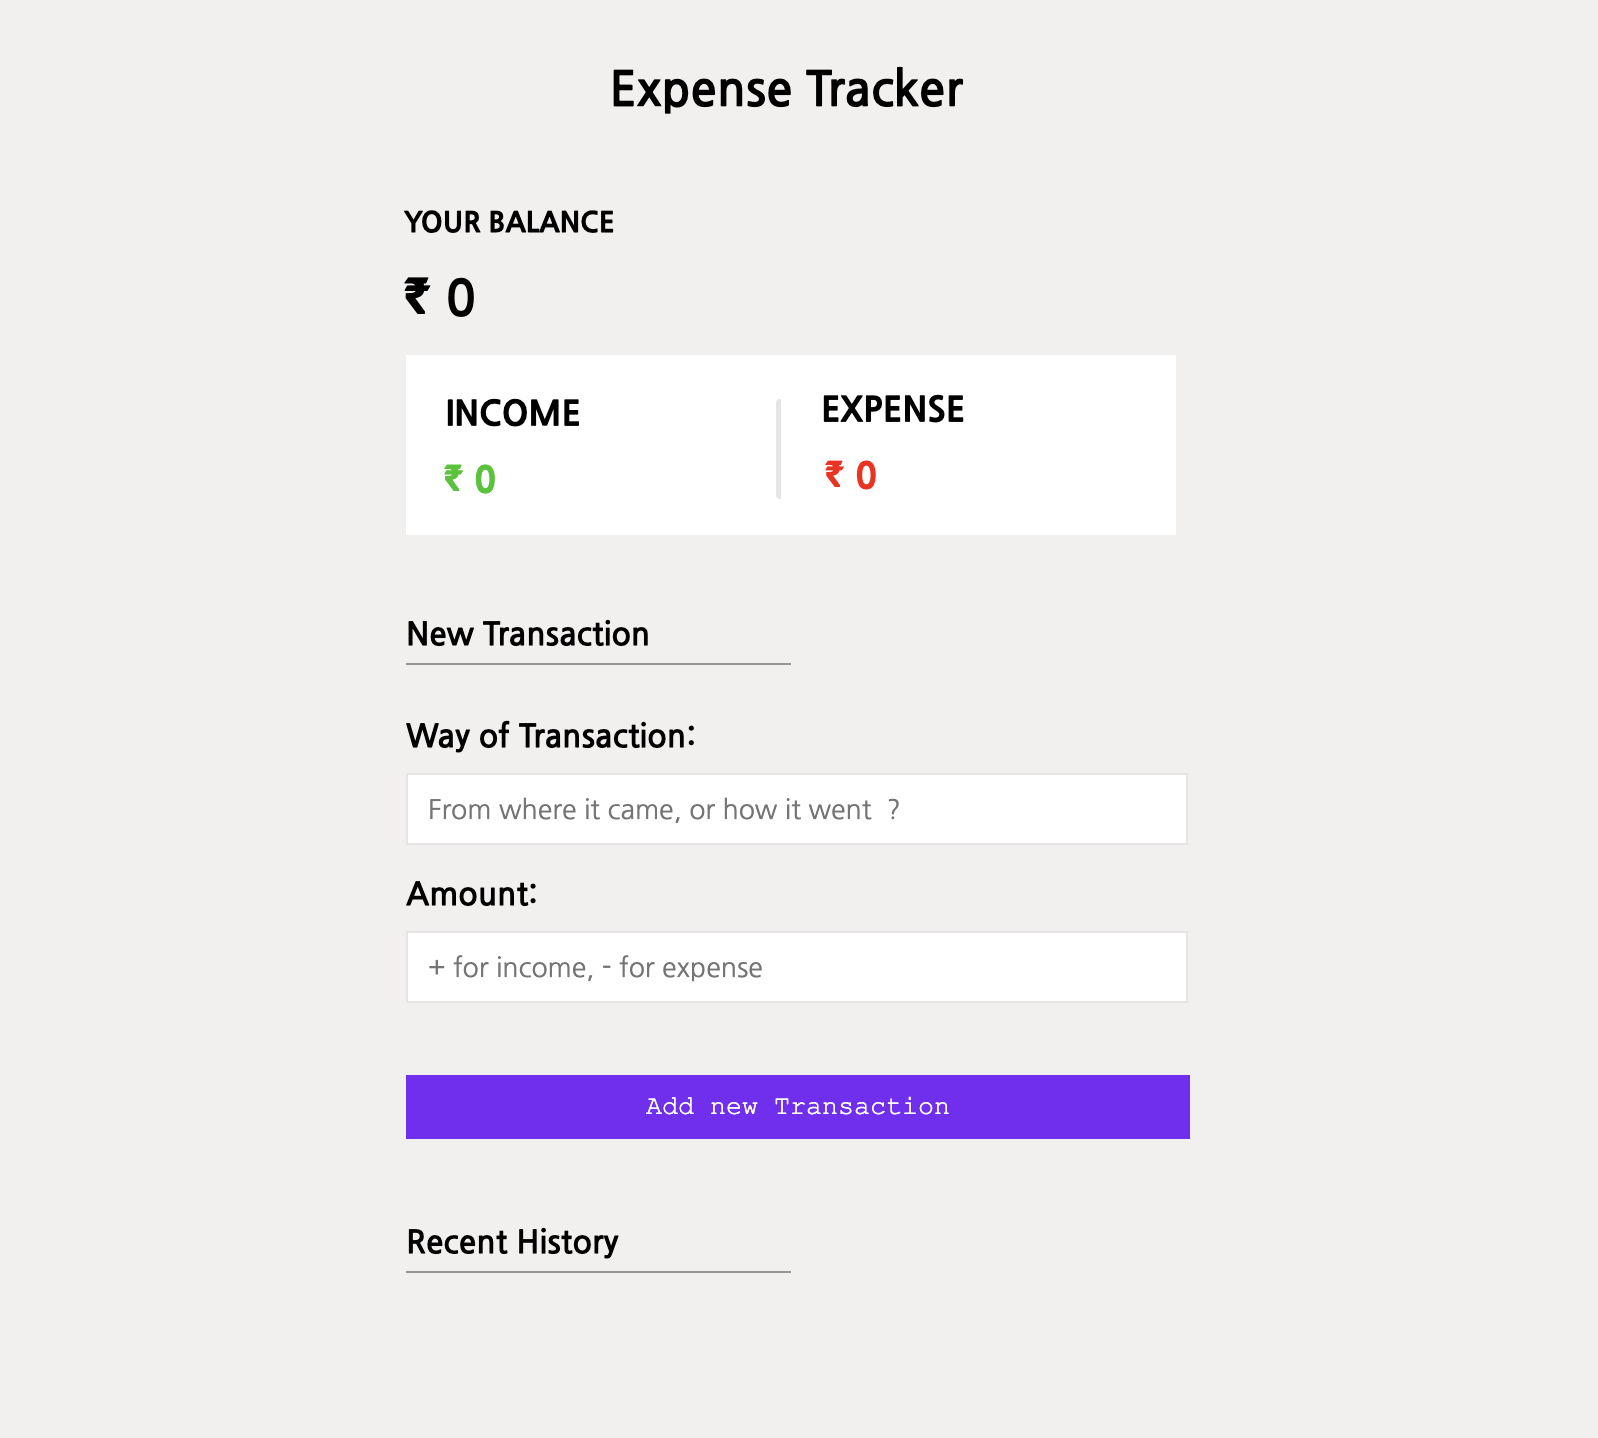 Expense Tracker
YOUR BALANCE
₹ 0
INCOME
₹ 0
EXPENSE
₹ 0
New Transaction
Way of Transaction:
From where it came, or how it went  ?
Amount:
+ for income, - for expense
Add new Transaction
Recent History